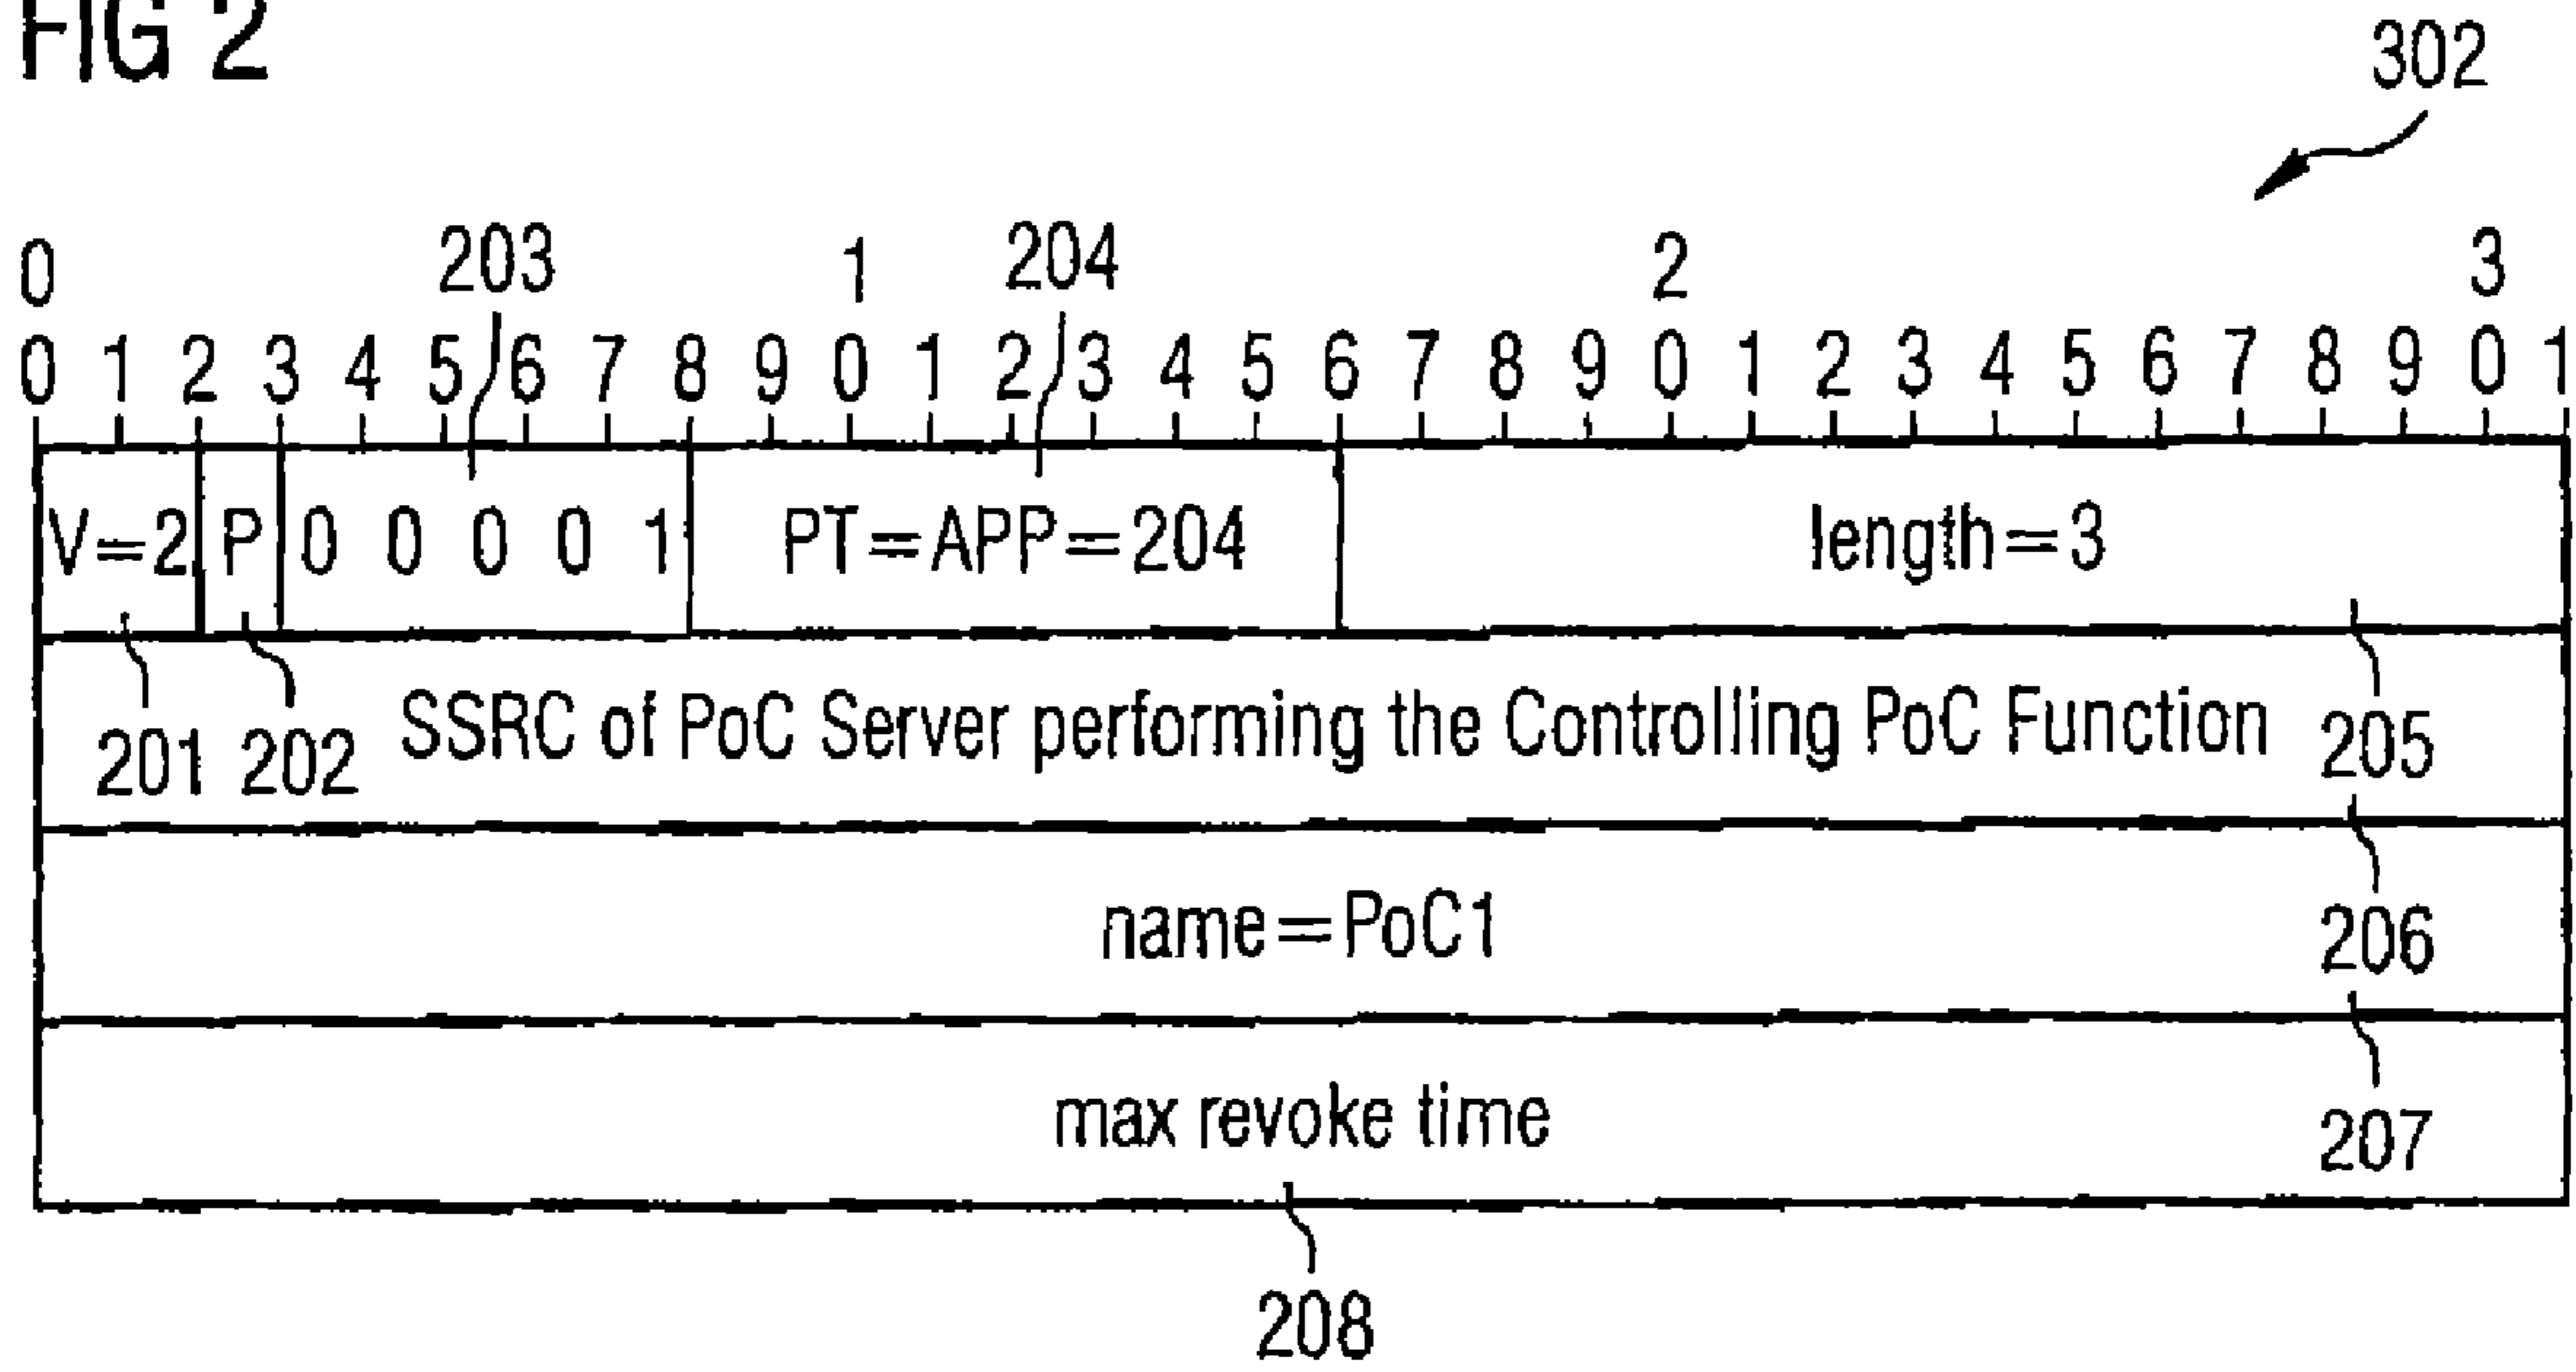 FIG 2
302
0 203 1 204 2 3
0 1 2 3 4 5 6 7 8 9 0 1 2 3 4 5 6 7 8 9 0 1 2 3 4 5 6 7 8 9 0 1
V=2 P 0 0 0 0 1 PT=APP=204 length=3
201 202 SSRC of PoC Server performing the Controlling PoC Function 205
name=PoC1 206
max revoke time 207
208